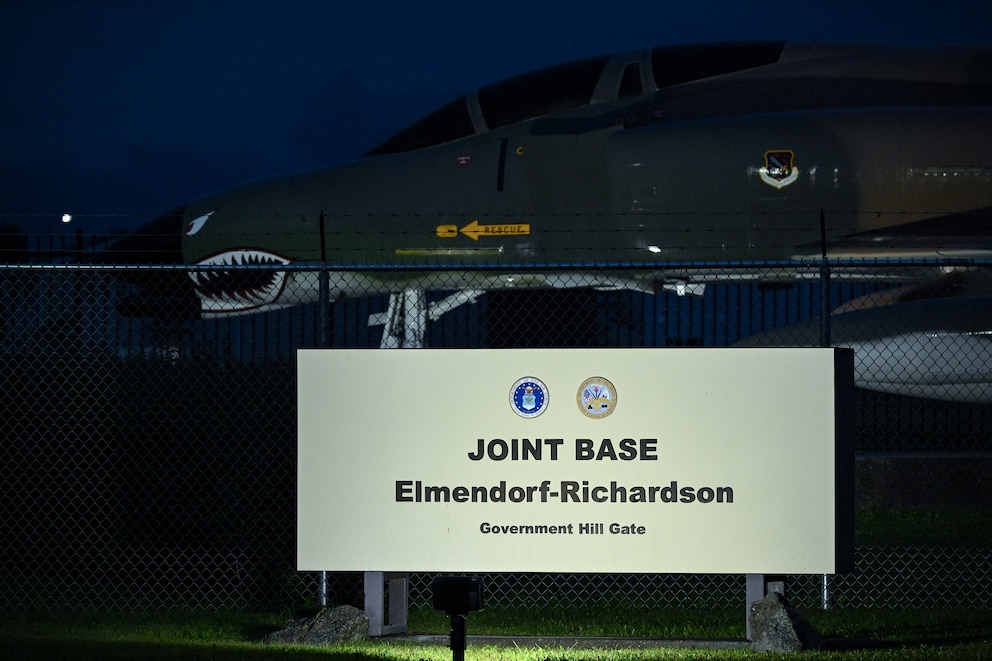 RESCUE
JOINT BASE
Elmendorf-Richardson
Government Hill Gate